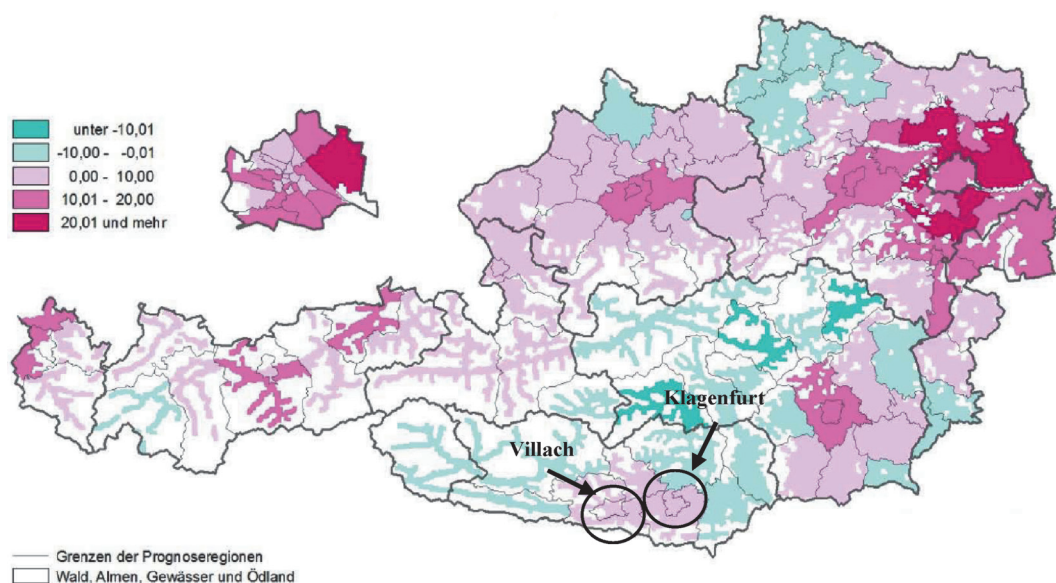 unter -10,01
-10,00 - -0,01
0,00 - 10,00
10,01 - 20,00
20,01 und mehr
Klagenfurt
Villach
Grenzen der Prognoseregionen
Wald, Almen, Gewässer und Ödland